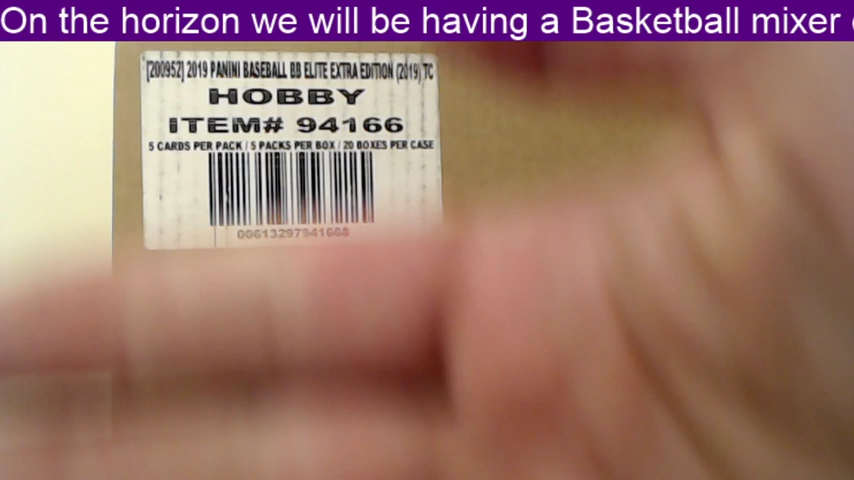 On the horizon we will be having a Basketball mixer
[20095Z] 2019 PANINI BASEBALL BB ELITE EXTRA EDITION (2019) TC
HOBBY
ITEM# 94166
5 CARDS PER PACK / 5 PACKS PER BOX / 20 BOXES PER CASE
00613297941668